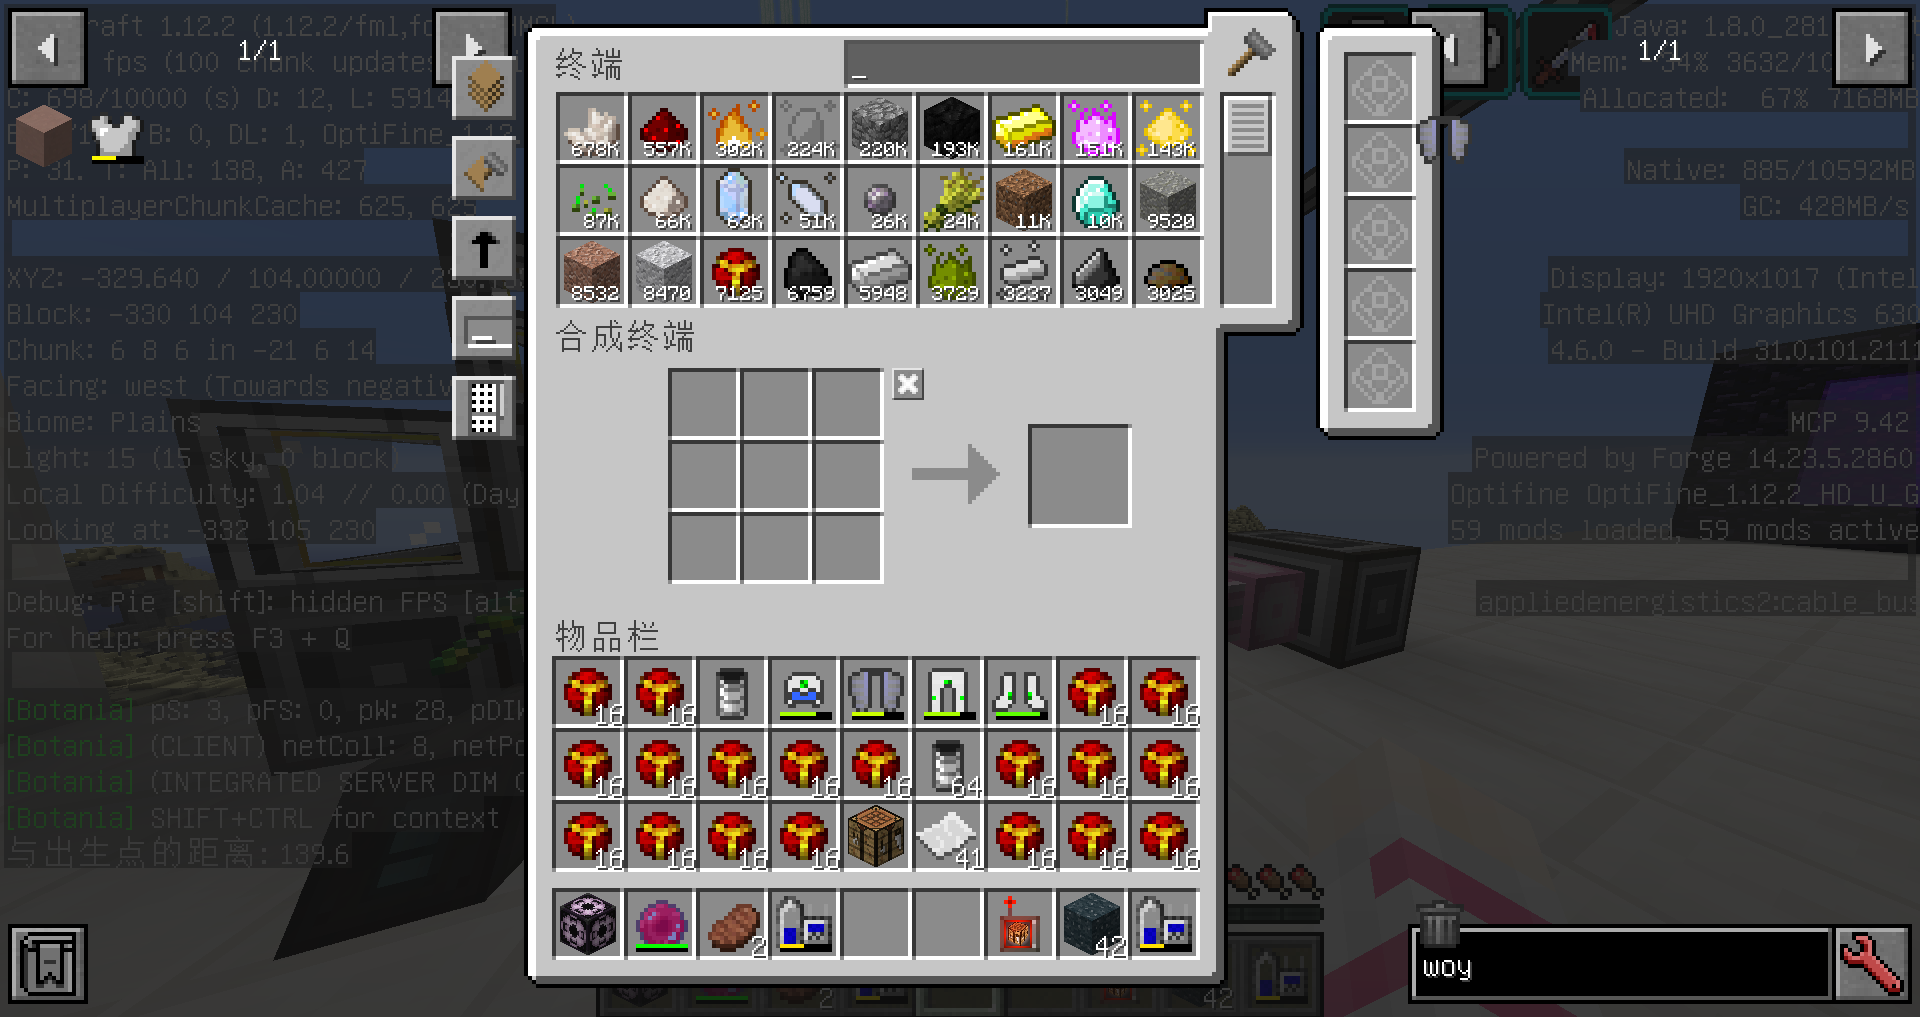 raft 1.12.2 (1.12.2/fml,fo
1/1
fps (100 chunk updates
C: 698/10000 (s) D: 12, L: 5914
B: 0, DL: 1, OptiFine_1.12
P: 31. T: All: 138, A: 427
MultiplayerChunkCache: 625, 625
XYZ: -329.640 / 104.00000 /
Block: -330 104 230
Chunk: 6 8 6 in -21 6 14
Facing: west (Towards negativ
Biome: Plains
Light: 15 (15 sky, 0 block)
Local Difficulty: 1.04 // 0.00 (Day
Looking at: -332 105 230
Debug: Pie [shift]: hidden FPS [alt]
For help: press F3 + Q
[Botania] pS: 3, pFS: 0, pW: 28, pDIK
[Botania] (CLIENT) netColl: 8, netPo
[Botania] (INTEGRATED SERVER DIM
[Botania] SHIFT+CTRL for context
与出生点的距离: 139.6
终端
_
678K 557K 302K 224K 220K 193K 161K 151K 143K
87K 66K 63K 51K 26K 24K 11K 10K 9520
8532 8470 7125 6759 5948 3729 3237 3049 3025
合成终端
物品栏
16 16 16 16
16 16 16 16 16 64 16 16 16
16 16 16 16 41 16 16 16
2 42
2 42
Java: 1.8.0_281
1/1
Mem: 34% 3632/10
Allocated: 67% 7168MB
Native: 885/10592MB
GC: 428MB/s
Display: 1920x1017 (Intel
Intel(R) UHD Graphics 630
4.6.0 - Build 31.0.101.2111
MCP 9.42
Powered by Forge 14.23.5.2860
Optifine OptiFine_1.12.2_HD_U_G
59 mods loaded, 59 mods active
appliedenergistics2:cable_bus
woy